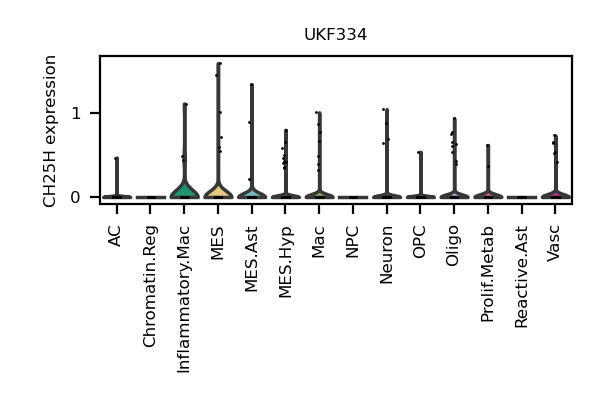 UKF334
CH25H expression
1
0
AC
Chromatin.Reg
Inflammatory.Mac
MES
MES.Ast
MES.Hyp
Mac
NPC
Neuron
OPC
Oligo
Prolif.Metab
Reactive.Ast
Vasc